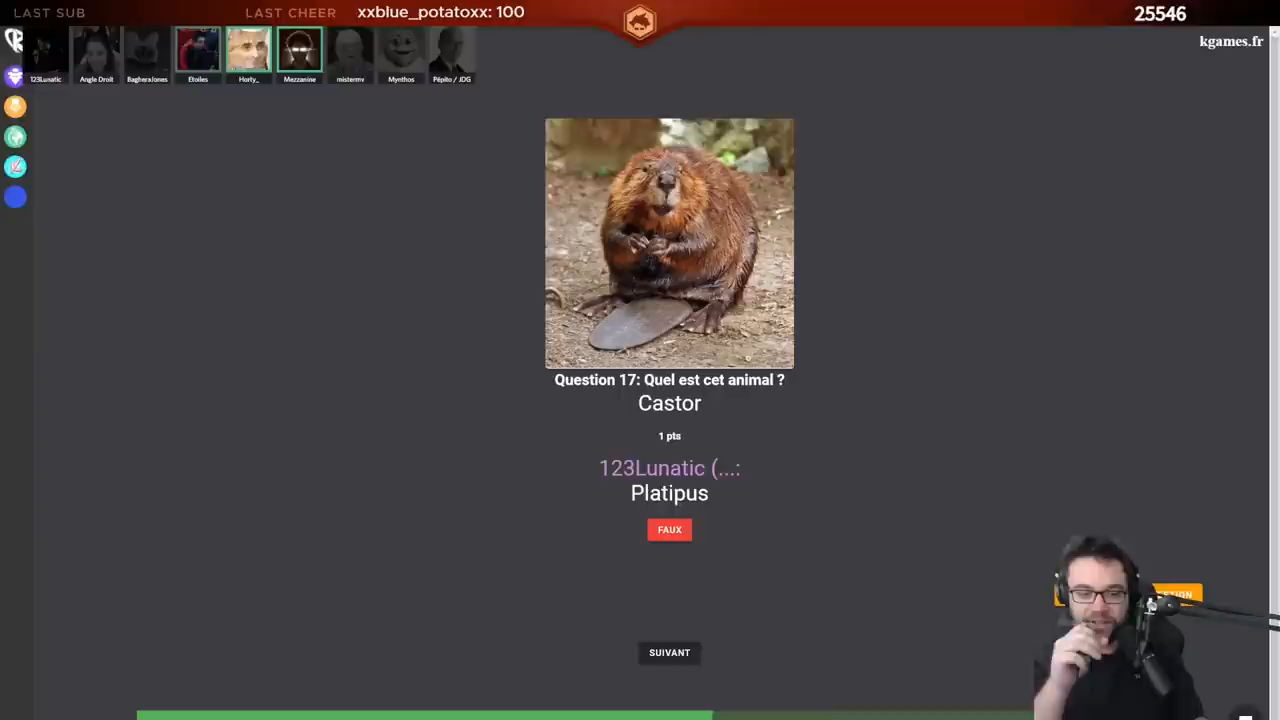 LAST SUB
LAST CHEER
xxblue_potatoxx: 100
25546
kgames.fr
123Lunatic
Angle Droit
BagheraJones
Etoiles
Horty_
Mezzanine
mistermv
Mynthos
Pépito / JDG
Question 17: Quel est cet animal ?
Castor
1 pts
123Lunatic (...:
Platipus
FAUX
SUIVANT